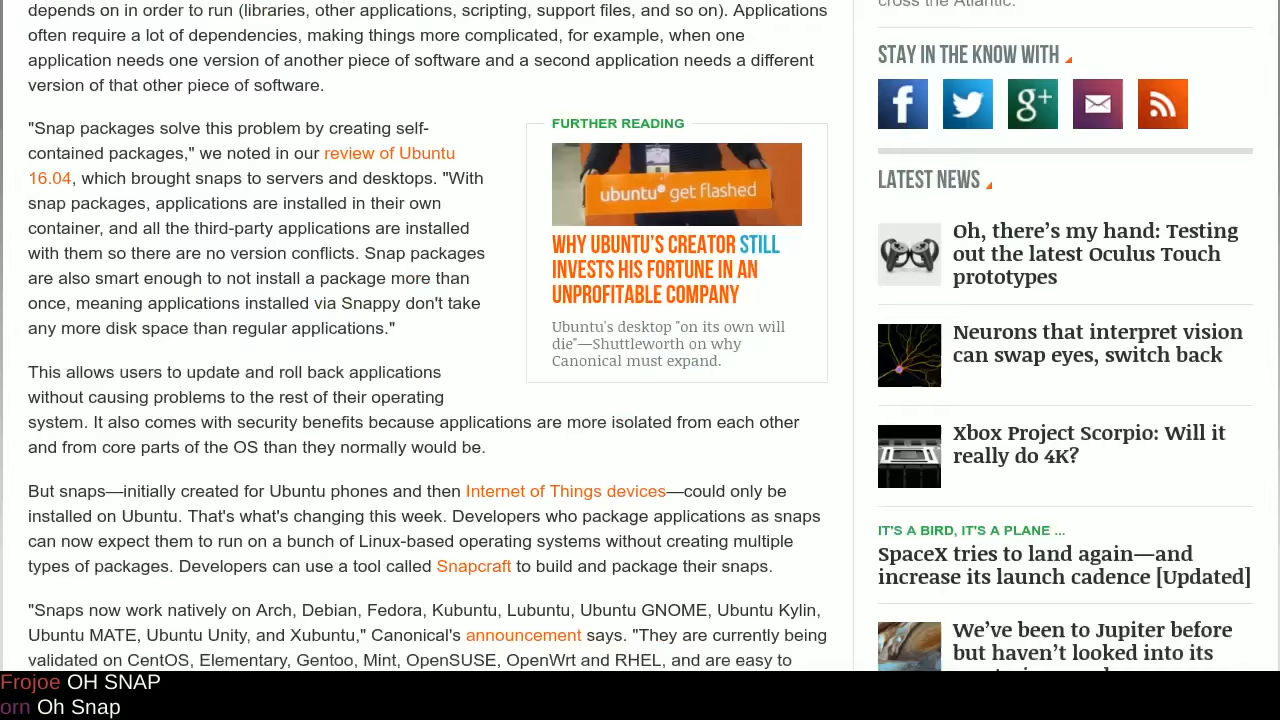 depends on in order to run (libraries, other applications, scripting, support files, and so on). Applications
often require a lot of dependencies, making things more complicated, for example, when one
application needs one version of another piece of software and a second application needs a different
version of that other piece of software.
"Snap packages solve this problem by creating self-
contained packages," we noted in our review of Ubuntu
16.04, which brought snaps to servers and desktops. "With
snap packages, applications are installed in their own
container, and all the third-party applications are installed
with them so there are no version conflicts. Snap packages
are also smart enough to not install a package more than
once, meaning applications installed via Snappy don't take
any more disk space than regular applications."
FURTHER READING
ubuntu get flashed
WHY UBUNTU'S CREATOR STILL
INVESTS HIS FORTUNE IN AN
UNPROFITABLE COMPANY
Ubuntu's desktop "on its own will
die"—Shuttleworth on why
Canonical must expand.
This allows users to update and roll back applications
without causing problems to the rest of their operating
system. It also comes with security benefits because applications are more isolated from each other
and from core parts of the OS than they normally would be.
But snaps—initially created for Ubuntu phones and then Internet of Things devices—could only be
installed on Ubuntu. That's what's changing this week. Developers who package applications as snaps
can now expect them to run on a bunch of Linux-based operating systems without creating multiple
types of packages. Developers can use a tool called Snapcraft to build and package their snaps.
"Snaps now work natively on Arch, Debian, Fedora, Kubuntu, Lubuntu, Ubuntu GNOME, Ubuntu Kylin,
Ubuntu MATE, Ubuntu Unity, and Xubuntu," Canonical's announcement says. "They are currently being
validated on CentOS, Elementary, Gentoo, Mint, OpenSUSE, OpenWrt and RHEL, and are easy to
cross the Atlantic.
STAY IN THE KNOW WITH
f
g+
LATEST NEWS
Oh, there's my hand: Testing
out the latest Oculus Touch
prototypes
Neurons that interpret vision
can swap eyes, switch back
Xbox Project Scorpio: Will it
really do 4K?
IT'S A BIRD, IT'S A PLANE ...
SpaceX tries to land again—and
increase its launch cadence [Updated]
We've been to Jupiter before
but haven't looked into its
Frojoe OH SNAP
orn Oh Snap